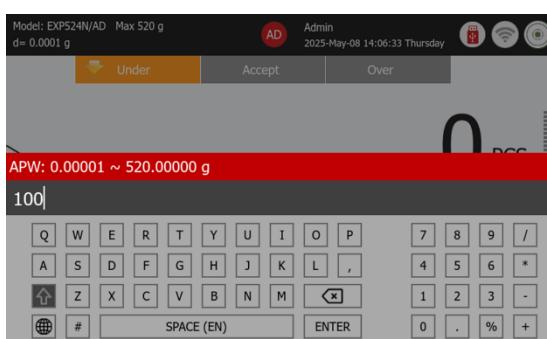 Model: EXP524N/AD Max 520 g
d= 0.0001 g
AD
Admin
2025-May-08 14:06:33 Thursday
Under
Accept
Over
0 PCS
APW: 0.00001 ~ 520.00000 g
100
Q W E R T Y U I O P 7 8 9 /
A S D F G H J K L , 4 5 6 *
Z X C V B N M 1 2 3 -
# SPACE (EN) ENTER 0 . % +